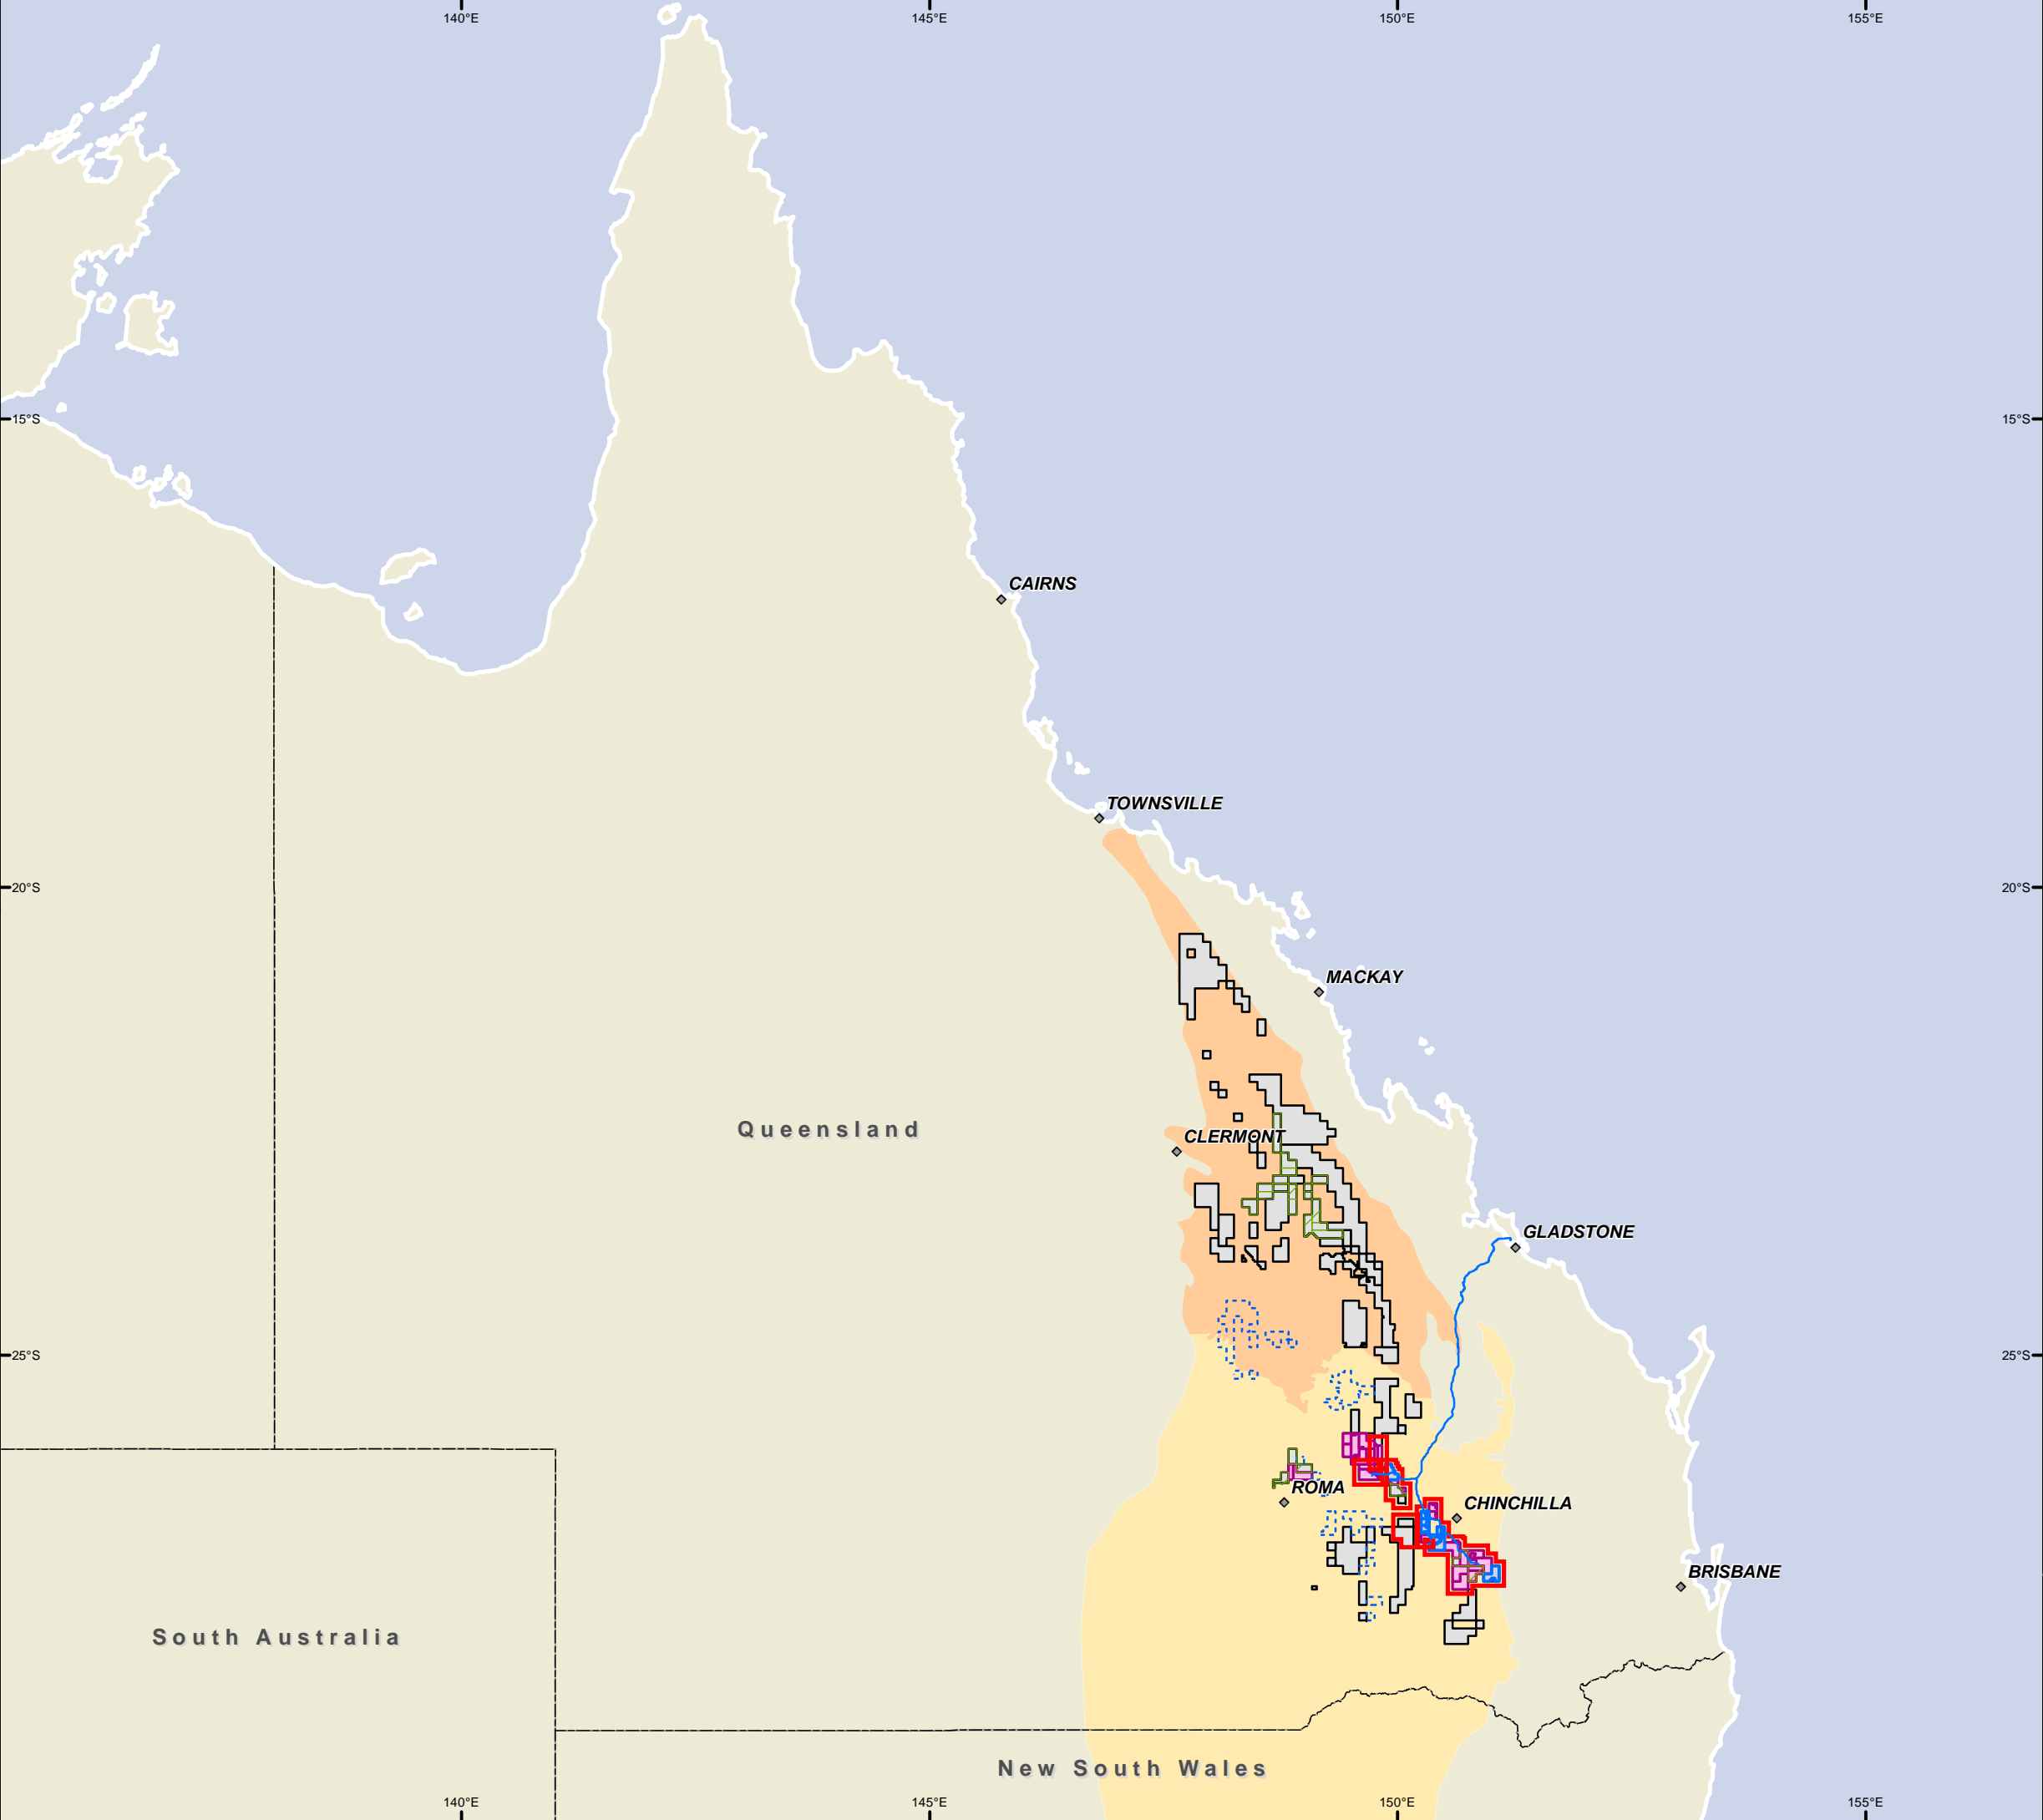 140°E
145°E
150°E
155°E
15°S
15°S
CAIRNS
TOWNSVILLE
20°S
20°S
MACKAY
Queensland
CLERMONT
GLADSTONE
25°S
25°S
ROMA
CHINCHILLA
BRISBANE
South Australia
New South Wales
140°E
145°E
150°E
155°E